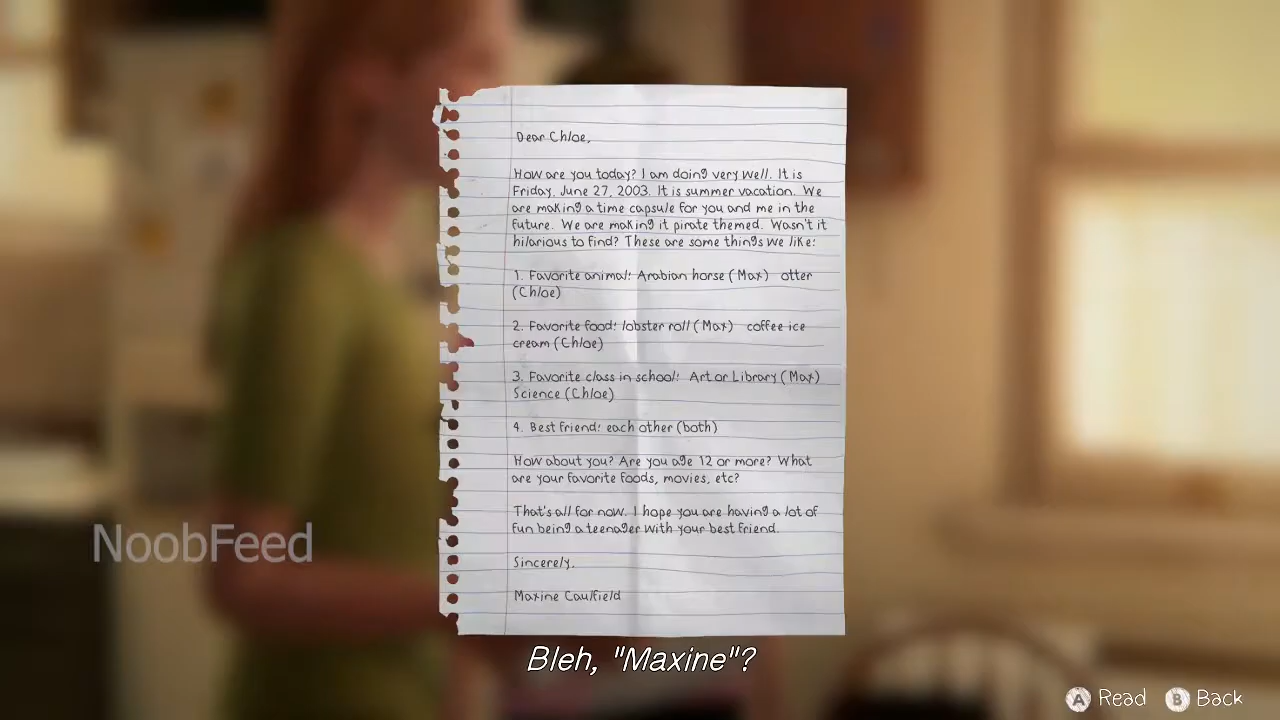 Dear Chloe,
How are you today? I am doing very well. It is
Friday, June 27, 2003. It is summer vacation. We
are making a time capsule for you and me in the
future. We are making it pirate themed. Wasn't it
hilarious to find? These are some things we like:
1. Favorite animal: Arabian horse (Max) otter
(Chloe)
2. Favorite food: lobster roll (Max) coffee ice
cream (Chloe)
3. Favorite class in school: Art or Library (Max)
Science (Chloe)
4. Best friend: each other (both)
How about you? Are you age 12 or more? What
are your favorite foods, movies, etc?
That's all for now. I hope you are having a lot of
fun being a teenager with your best friend.
Sincerely,
Maxine Caulfield
NoobFeed
Bleh, "Maxine"?
A Read B Back